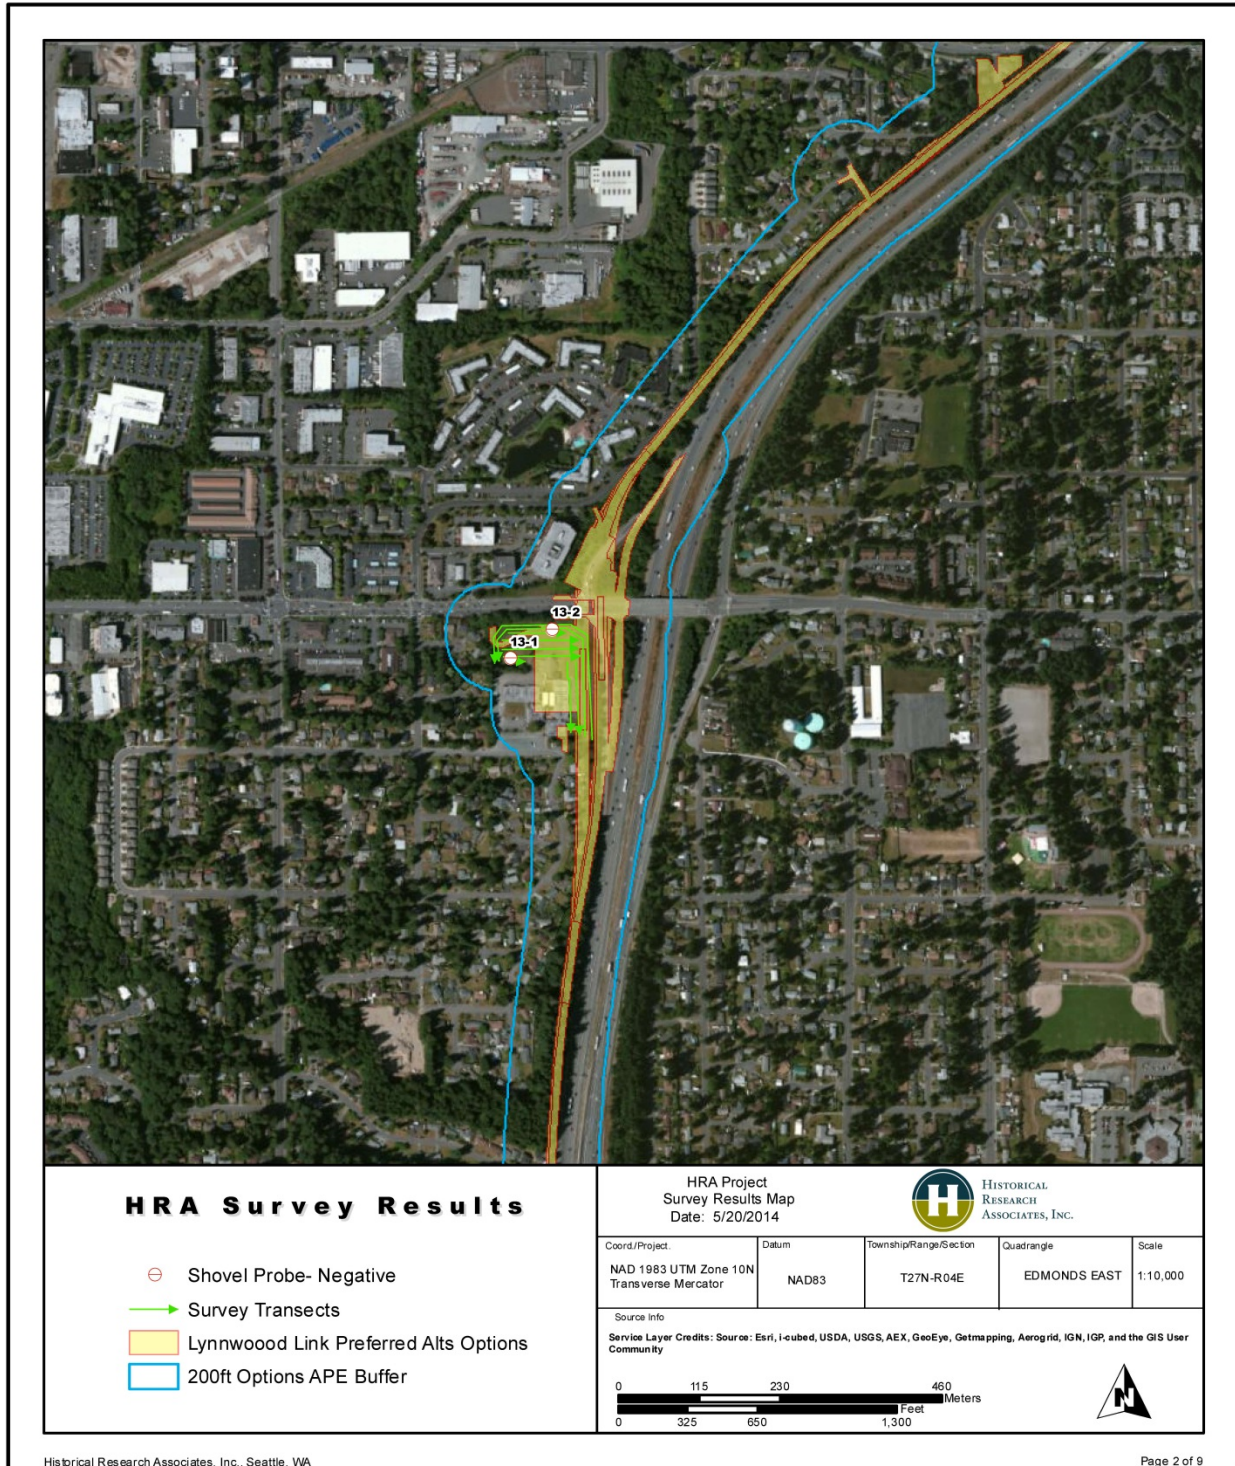 13-2
13-1
HRA Survey Results
Shovel Probe- Negative
Survey Transects
Lynnwoood Link Preferred Alts Options
200ft Options APE Buffer
HRA Project
Survey Results Map
Date: 5/20/2014
H
HISTORICAL
RESEARCH
ASSOCIATES, INC.
Coord./Project.
NAD 1983 UTM Zone 10N
Transverse Mercator
Datum
NAD83
Township/Range/Section
T27N-R04E
Quadrangle
EDMONDS EAST
Scale
1:10,000
Source Info
Service Layer Credits: Source: Esri, i-cubed, USDA, USGS, AEX, GeoEye, Getmapping, Aerogrid, IGN, IGP, and the GIS User
Community
0 115 230 460
Meters
Feet
0 325 650 1,300
N
Historical Research Associates, Inc., Seattle, WA
Page 2 of 9